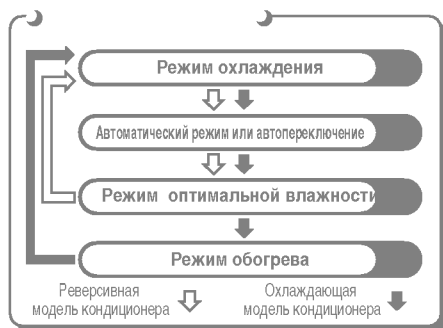 Режим охлаждения
Автоматический режим или автопереключение
Режим оптимальной влажности
Режим обогрева
Реверсивная
модель кондиционера
Охлаждающая
модель кондиционера